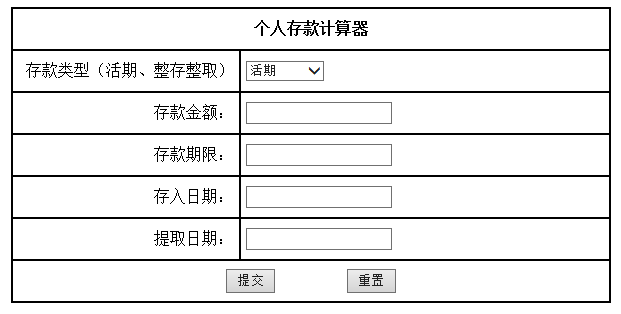 个人存款计算器
存款类型（活期、整存整取） 活期
存款金额：
存款期限：
存入日期：
提取日期：
提交 重置